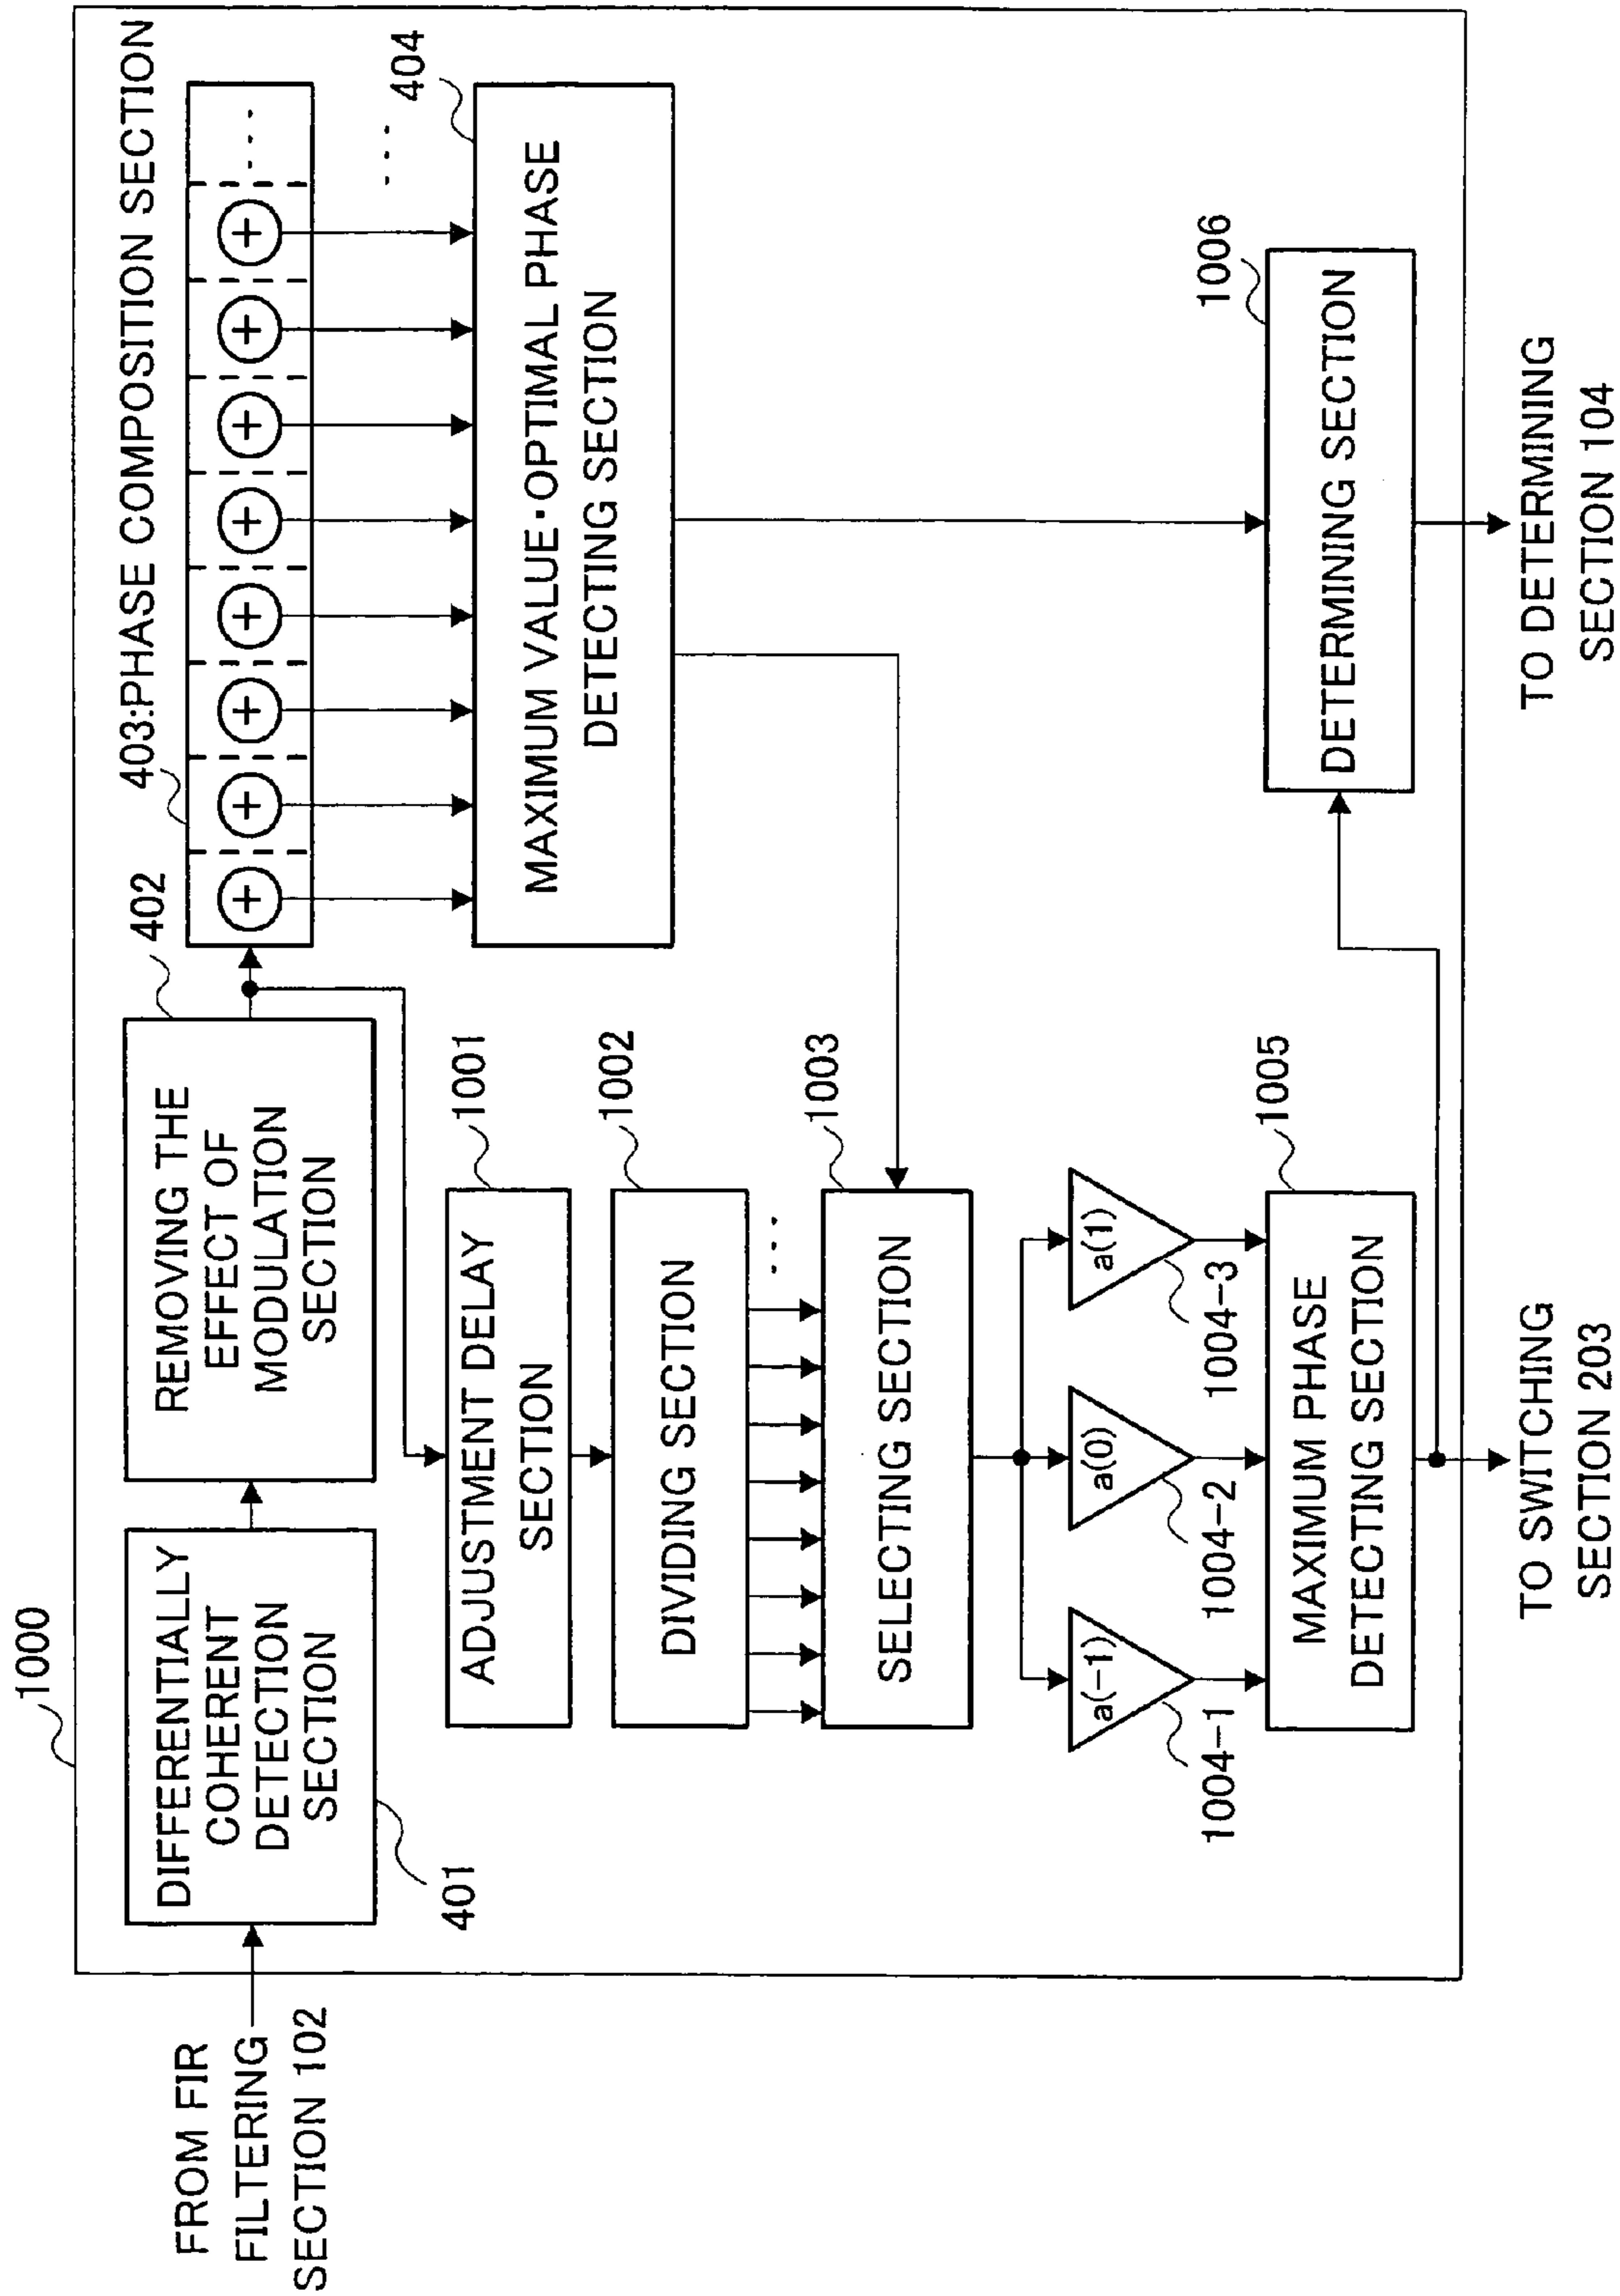 1000
FROM FIR
FILTERING
SECTION 102
DIFFERENTIALLY
COHERENT
DETECTION
SECTION
401
REMOVING THE
EFFECT OF
MODULATION
SECTION
402
403:PHASE COMPOSITION SECTION
+ + + + + + + + ....
...
404
MAXIMUM VALUE·OPTIMAL PHASE
DETECTING SECTION
ADJUSTMENT DELAY
SECTION
1001
DIVIDING SECTION
1002
...
SELECTING SECTION
1003
a(-1)
a(0)
a(1)
1004-1
1004-2
1004-3
MAXIMUM PHASE
DETECTING SECTION
1005
DETERMINING SECTION
1006
TO SWITCHING
SECTION 203
TO DETERMINING
SECTION 104